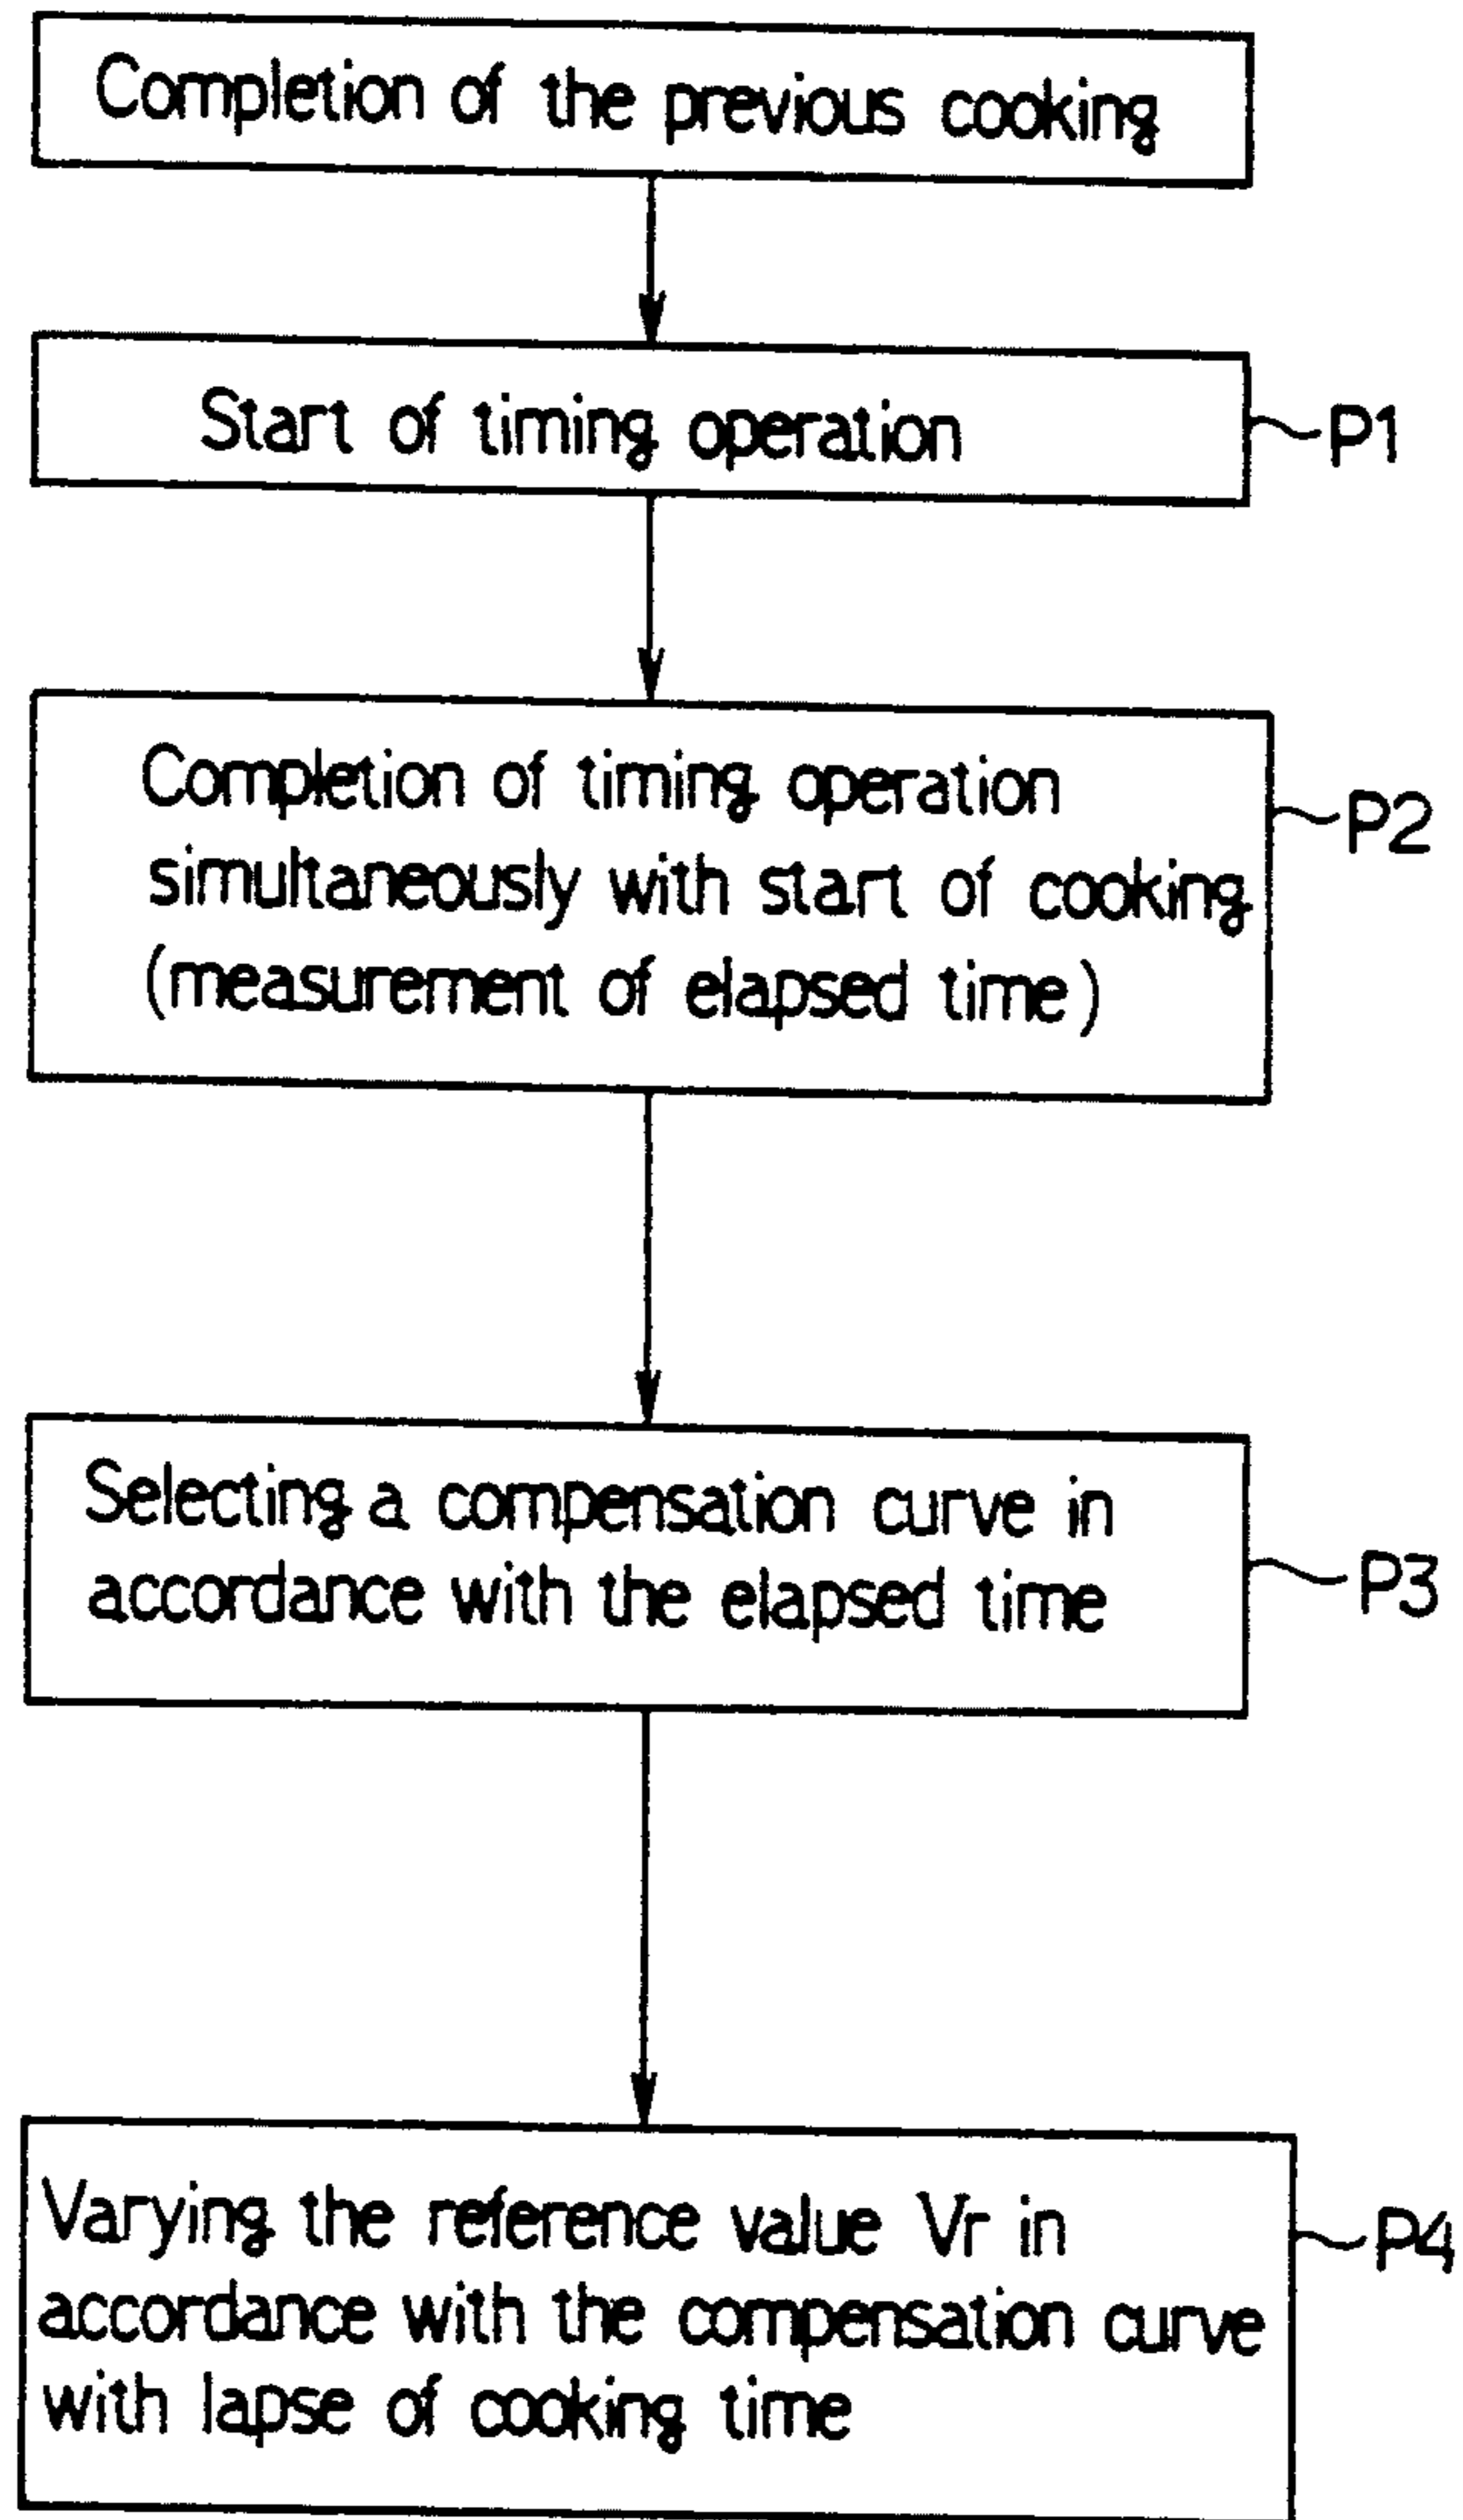 Completion of the previous cooking
Start of timing operation
P1
Completion of timing operation
simultaneously with start of cooking
(measurement of elapsed time)
P2
Selecting a compensation curve in
accordance with the elapsed time
P3
Varying the reference value Vr in
accordance with the compensation curve
with lapse of cooking time
P4